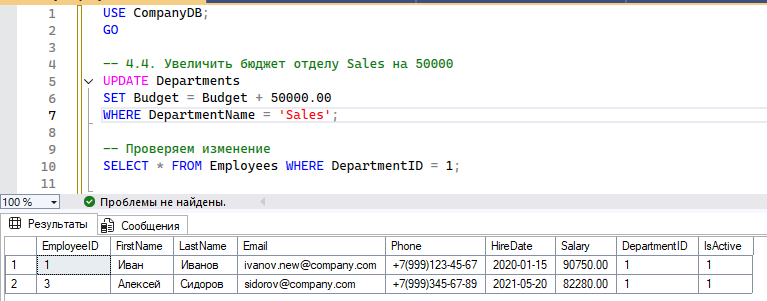 1 USE CompanyDB;
2 GO
3
4 -- 4.4. Увеличить бюджет отделу Sales на 50000
5 UPDATE Departments
6 SET Budget = Budget + 50000.00
7 WHERE DepartmentName = 'Sales';
8
9 -- Проверяем изменение
10 SELECT * FROM Employees WHERE DepartmentID = 1;
11
100 % Проблемы не найдены.
Результаты Сообщения
EmployeeID FirstName LastName Email Phone HireDate Salary DepartmentID IsActive
1 1 Иван Иванов ivanov.new@company.com +7(999)123-45-67 2020-01-15 90750.00 1 1
2 3 Алексей Сидоров sidorov@company.com +7(999)345-67-89 2021-05-20 82280.00 1 1